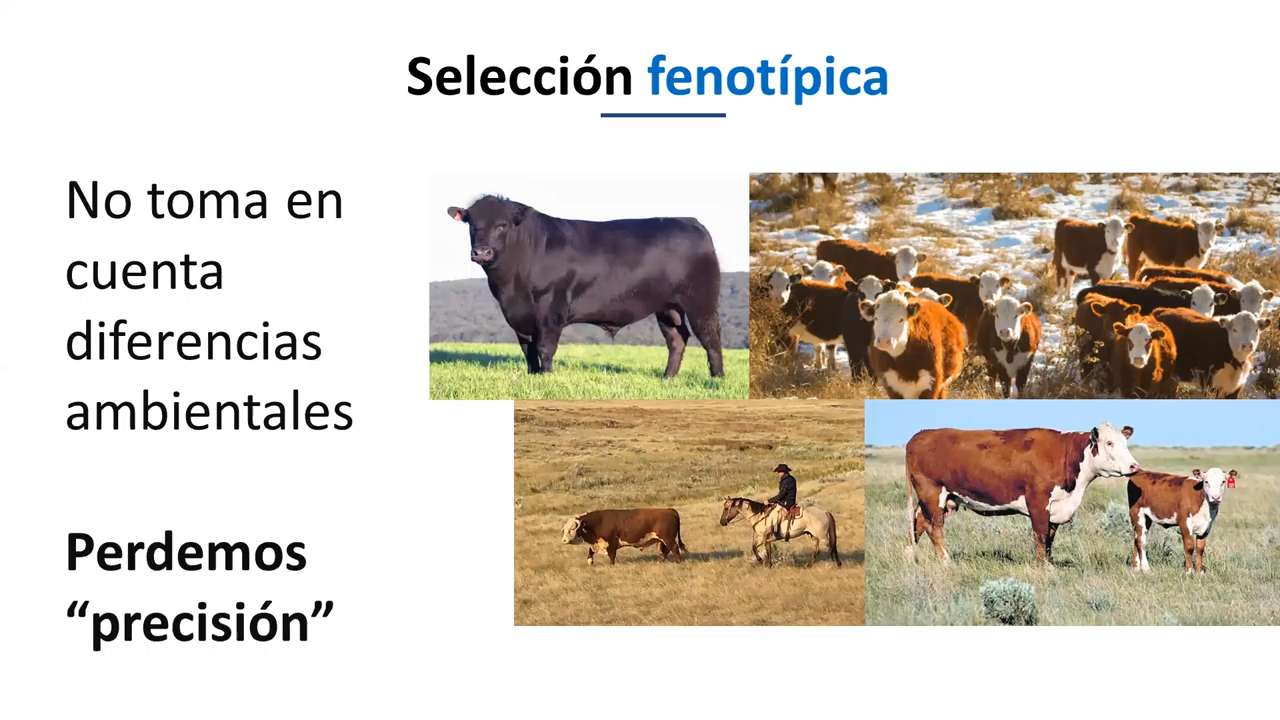 Selección fenotípica
No toma en
cuenta
diferencias
ambientales
Perdemos
“precisión”